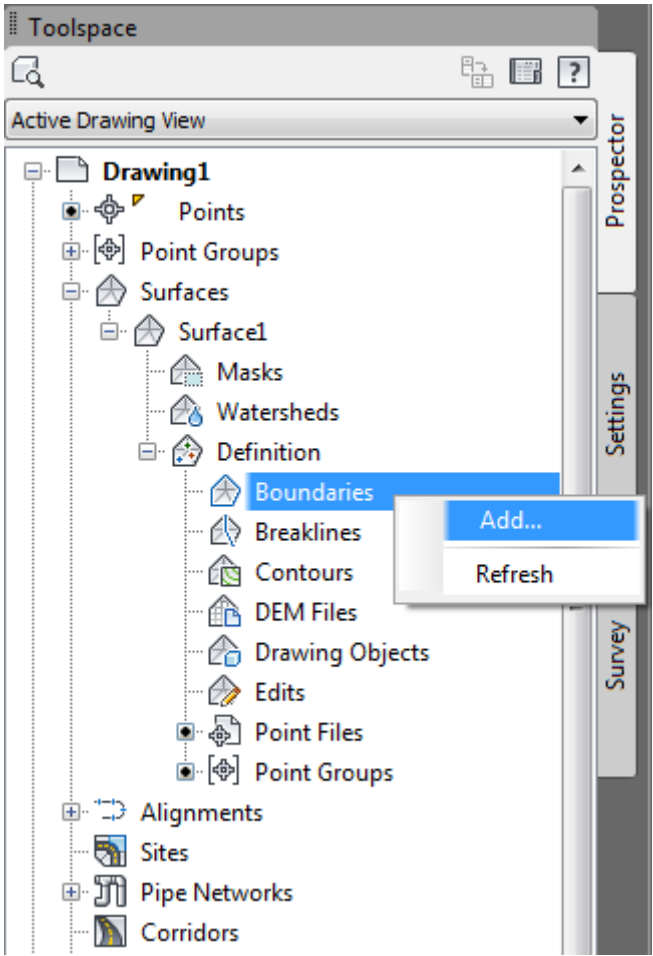 Toolspace
?
Active Drawing View
Drawing1
Points
Point Groups
Surfaces
Surface1
Masks
Watersheds
Definition
Boundaries
Add...
Breaklines
Refresh
Contours
DEM Files
Drawing Objects
Edits
Point Files
Point Groups
Alignments
Sites
Pipe Networks
Corridors
Prospector
Settings
Survey